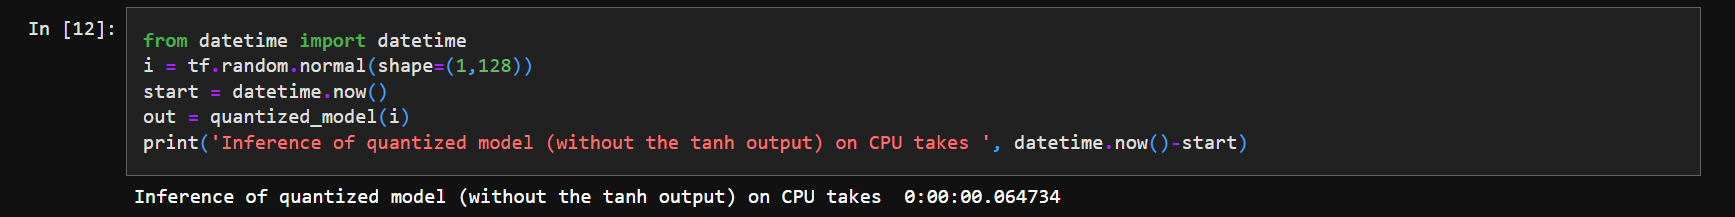 In [12]:
from datetime import datetime
i = tf.random.normal(shape=(1,128))
start = datetime.now()
out = quantized_model(i)
print('Inference of quantized model (without the tanh output) on CPU takes ', datetime.now()-start)
Inference of quantized model (without the tanh output) on CPU takes  0:00:00.064734